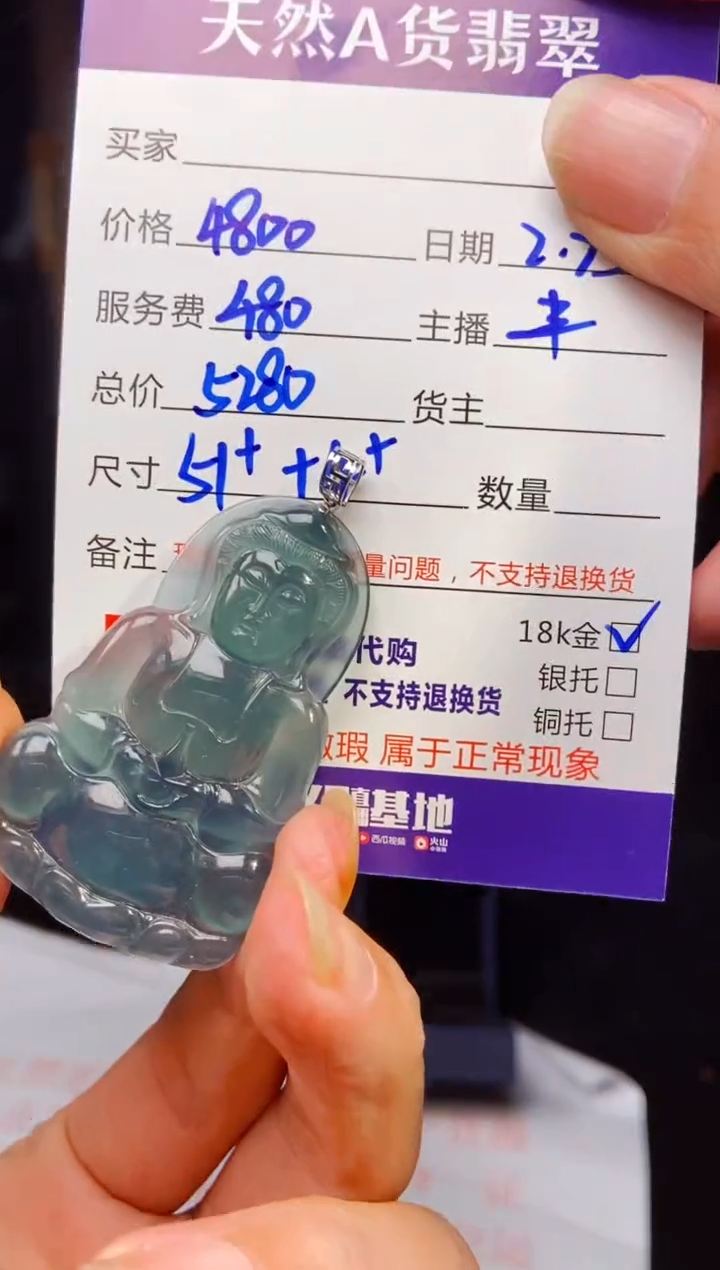 天然A货翡翠
买家
价格 4800 日期 2.
服务费 480 主播 丰
总价 5280 货主
尺寸 51+ + + 数量
备注 量问题，不支持退换货
18k金 ✓
代购 银托
不支持退换货
铜托
瑕 属于正常现象
基地
西瓜视频 火山